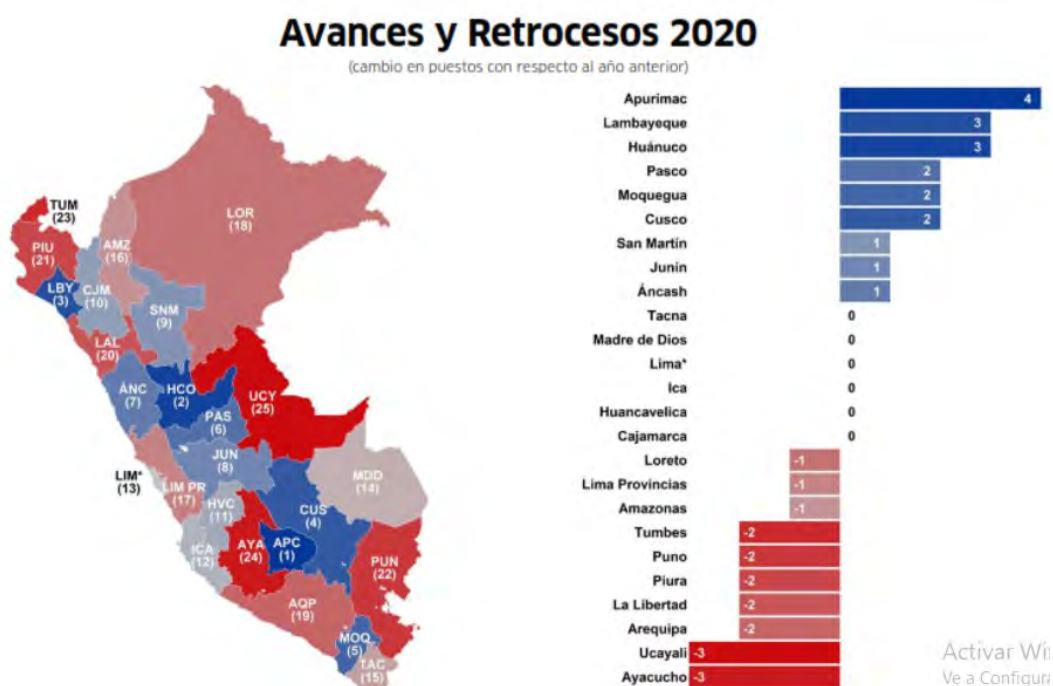 Avances y Retrocesos 2020
(cambio en puestos con respecto al año anterior)
TUM
(23)
PIU
(21)
LBY
(3)
CJM
(10)
AMZ
(16)
LOR
(18)
SNM
(9)
LAL
(20)
ÁNC
(7)
HCO
(2)
PAS
(6)
UCY
(25)
JUN
(8)
LIM*
(13)
LIM PR
(17)
HVC
(11)
MDD
(14)
CUS
(4)
ICA
(12)
AYA
(24)
APC
(1)
PUN
(22)
AQP
(19)
MOQ
(5)
TAC
(15)
Apurimac 4
Lambayeque 3
Huánuco 3
Pasco 2
Moquegua 2
Cusco 2
San Martín 1
Junín 1
Áncash 1
Tacna 0
Madre de Dios 0
Lima* 0
Ica 0
Huancavelica 0
Cajamarca 0
Loreto -1
Lima Provincias -1
Amazonas -1
Tumbes -2
Puno -2
Piura -2
La Libertad -2
Arequipa -2
Ucayali -3
Ayacucho -3
Activar Wi
Ve a Configura